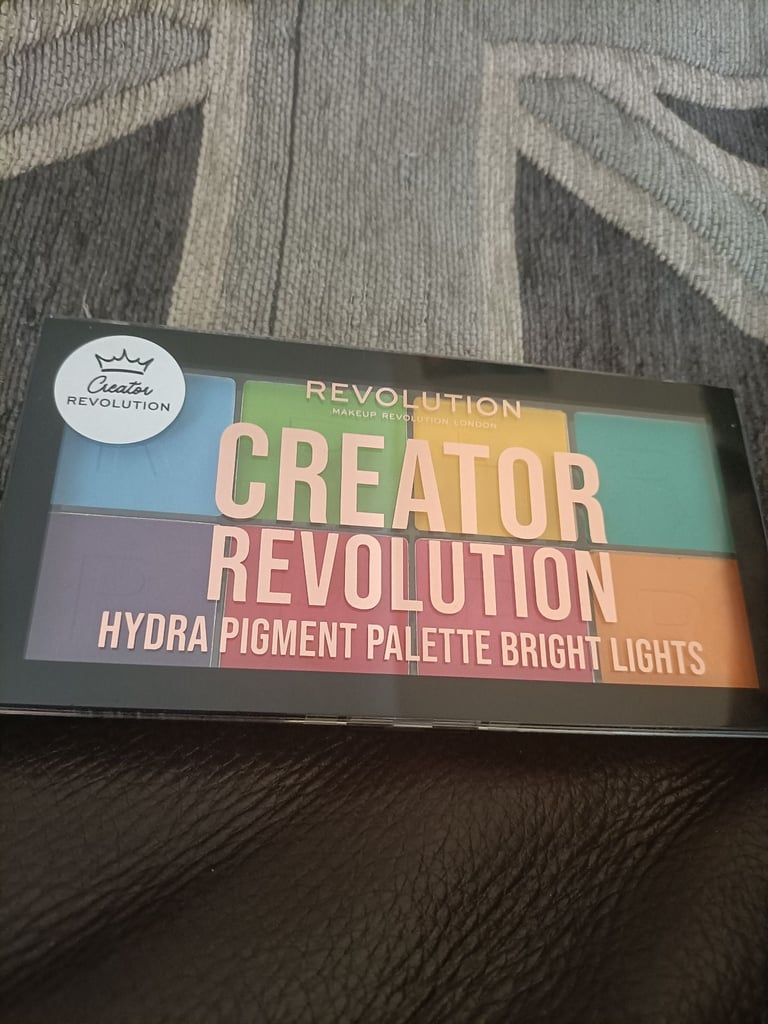 Creator
REVOLUTION
REVOLUTION
MAKEUP REVOLUTION LONDON
CREATOR
REVOLUTION
HYDRA PIGMENT PALETTE BRIGHT LIGHTS